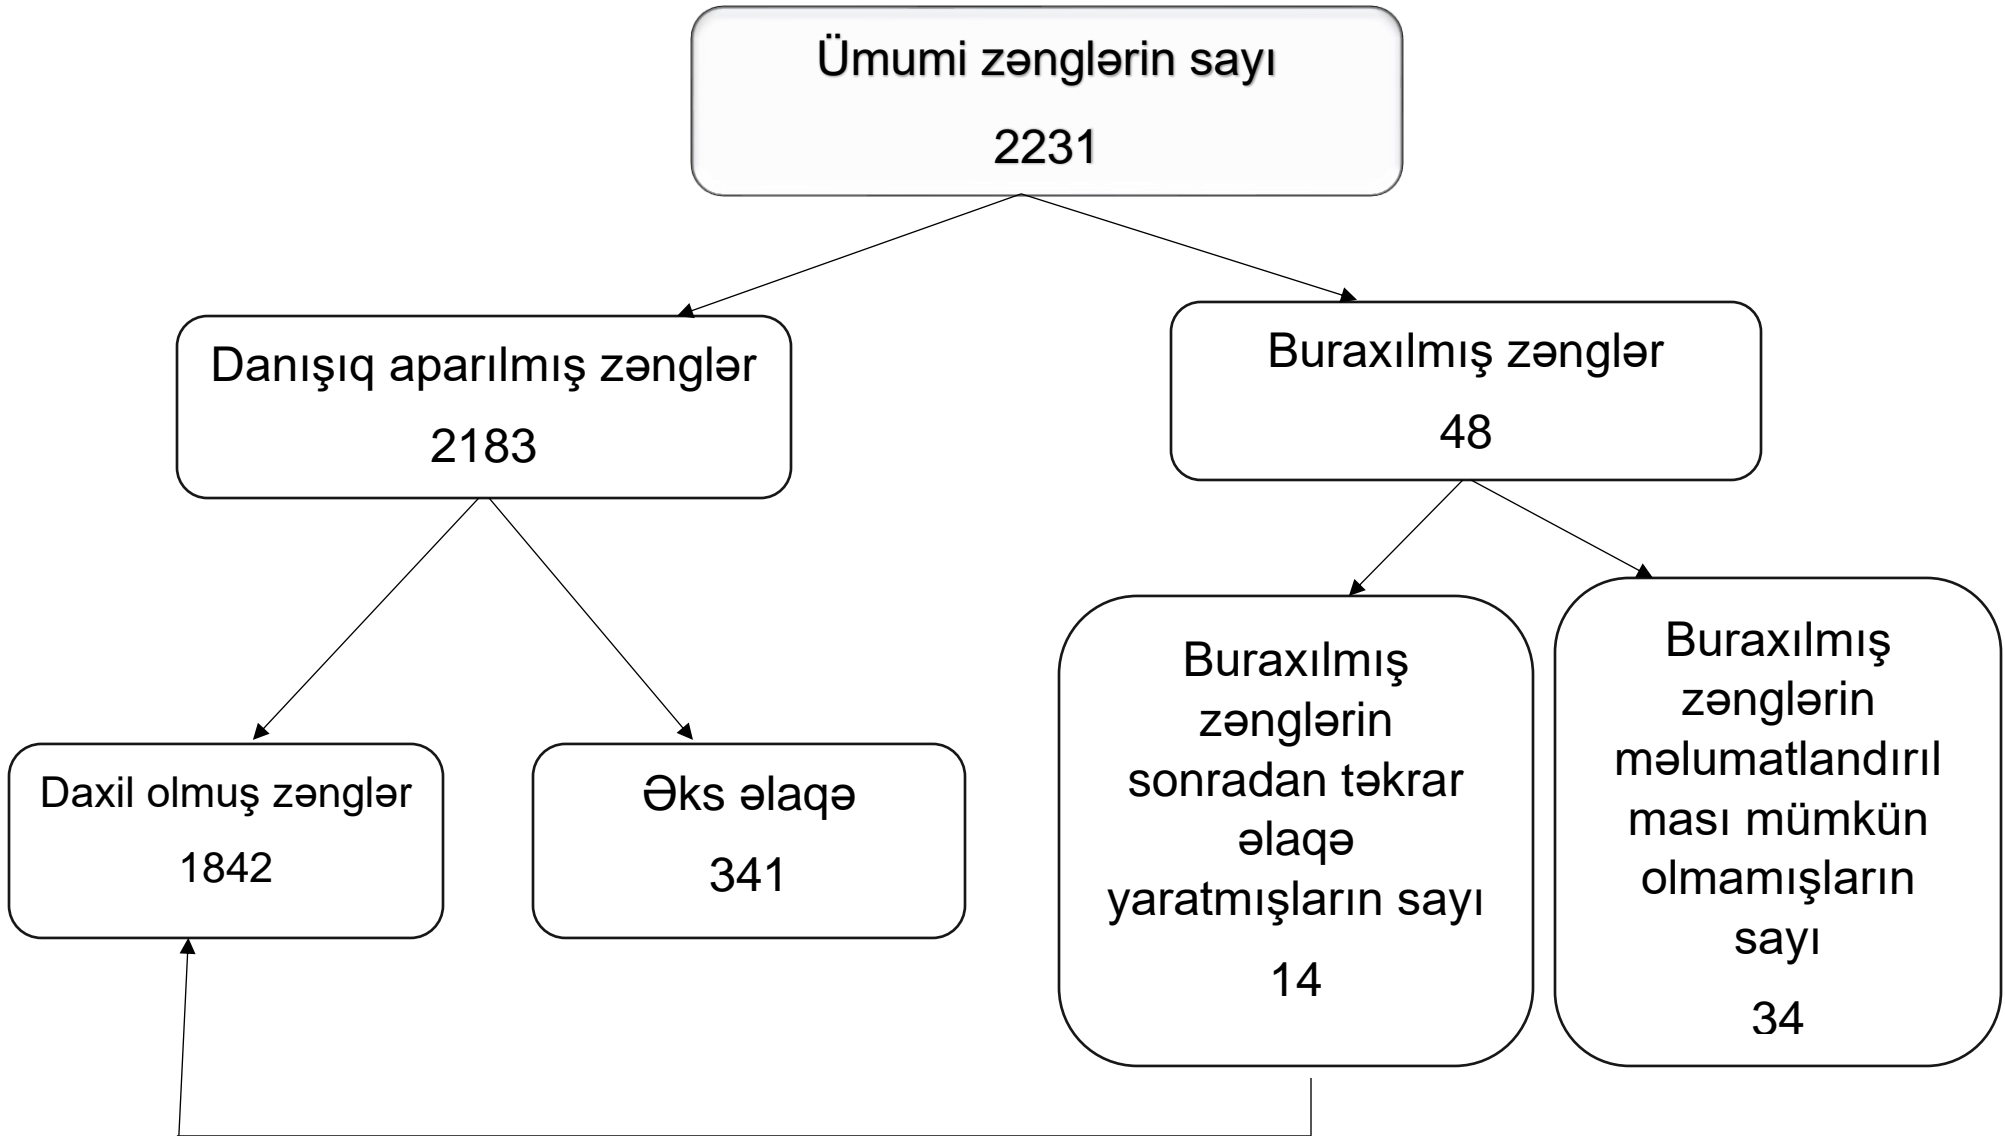 Ümumi zənglərin sayı
2231
Danışıq aparılmış zənglər
2183
Buraxılmış zənglər
48
Daxil olmuş zənglər
1842
Əks əlaqə
341
Buraxılmış
zənglərin
sonradan təkrar
əlaqə
yaratmışların sayı
14
Buraxılmış
zənglərin
məlumatlandırıl
ması mümkün
olmamışların
sayı
34